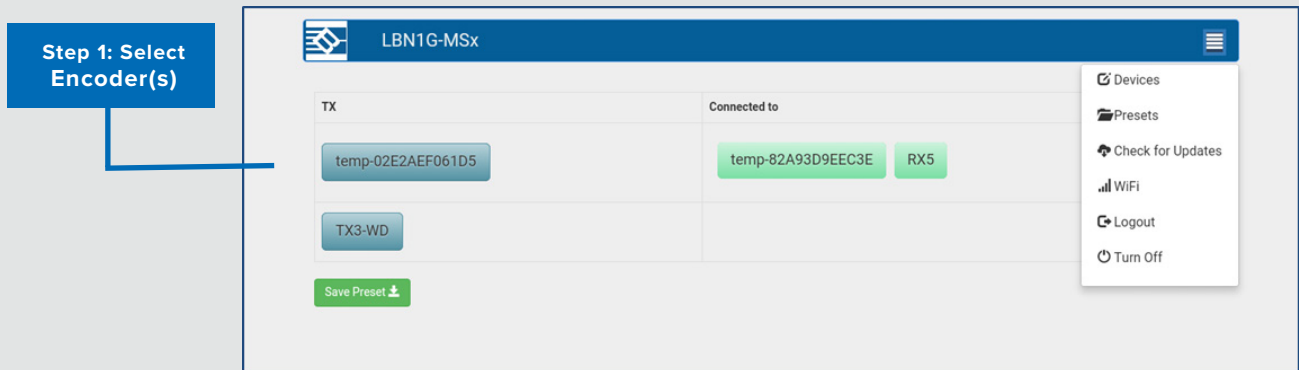 Step 1: Select
Encoder(s)
LBN1G-MSx
Devices
Presets
Check for Updates
WiFi
Logout
Turn Off
TX
Connected to
temp-02E2AEF061D5
temp-82A93D9EEC3E
RX5
TX3-WD
Save Preset